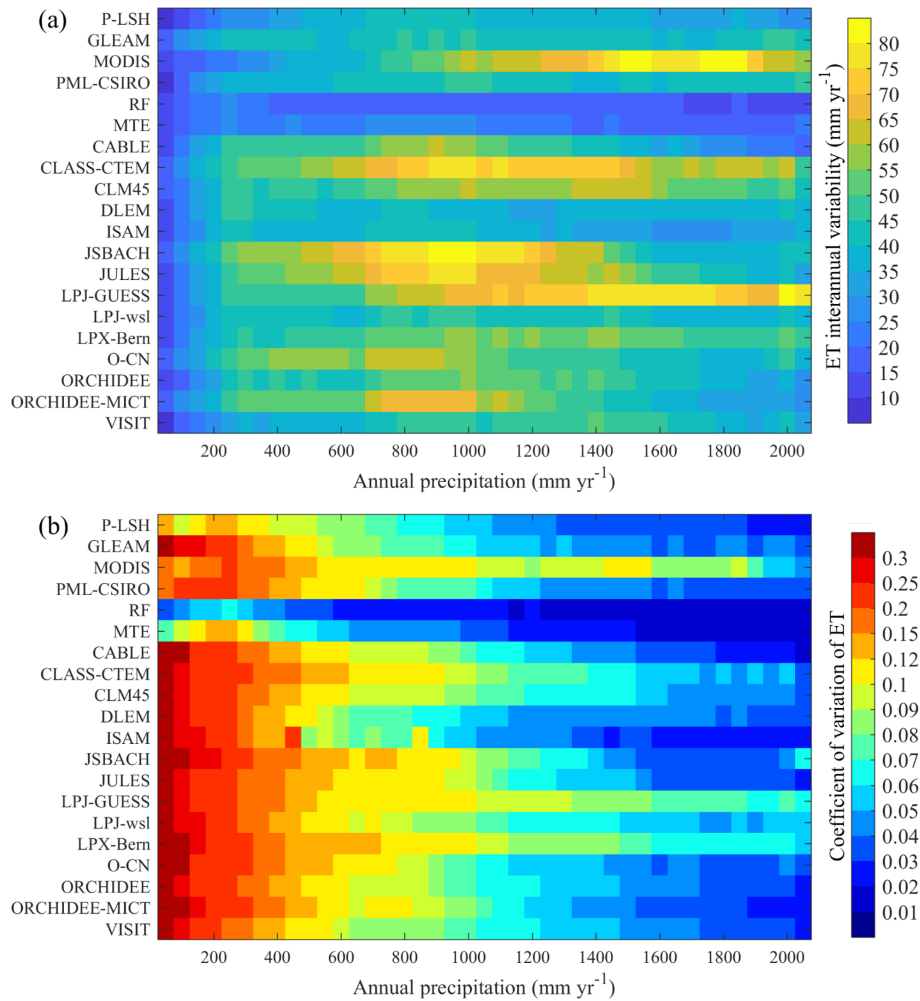 (a)
P-LSH
GLEAM
MODIS
PML-CSIRO
RF
MTE
CABLE
CLASS-CTEM
CLM45
DLEM
ISAM
JSBACH
JULES
LPJ-GUESS
LPJ-wsl
LPX-Bern
O-CN
ORCHIDEE
ORCHIDEE-MICT
VISIT
200 400 600 800 1000 1200 1400 1600 1800 2000
Annual precipitation (mm yr⁻¹)
80
75
70
65
60
55
50
45
40
35
30
25
20
15
10
ET interannual variability (mm yr⁻¹)
(b)
P-LSH
GLEAM
MODIS
PML-CSIRO
RF
MTE
CABLE
CLASS-CTEM
CLM45
DLEM
ISAM
JSBACH
JULES
LPJ-GUESS
LPJ-wsl
LPX-Bern
O-CN
ORCHIDEE
ORCHIDEE-MICT
VISIT
200 400 600 800 1000 1200 1400 1600 1800 2000
Annual precipitation (mm yr⁻¹)
0.3
0.2
0.15
0.12
0.1
0.09
0.08
0.07
0.06
0.05
0.04
0.03
0.02
0.01
Coefficient of variation of ET